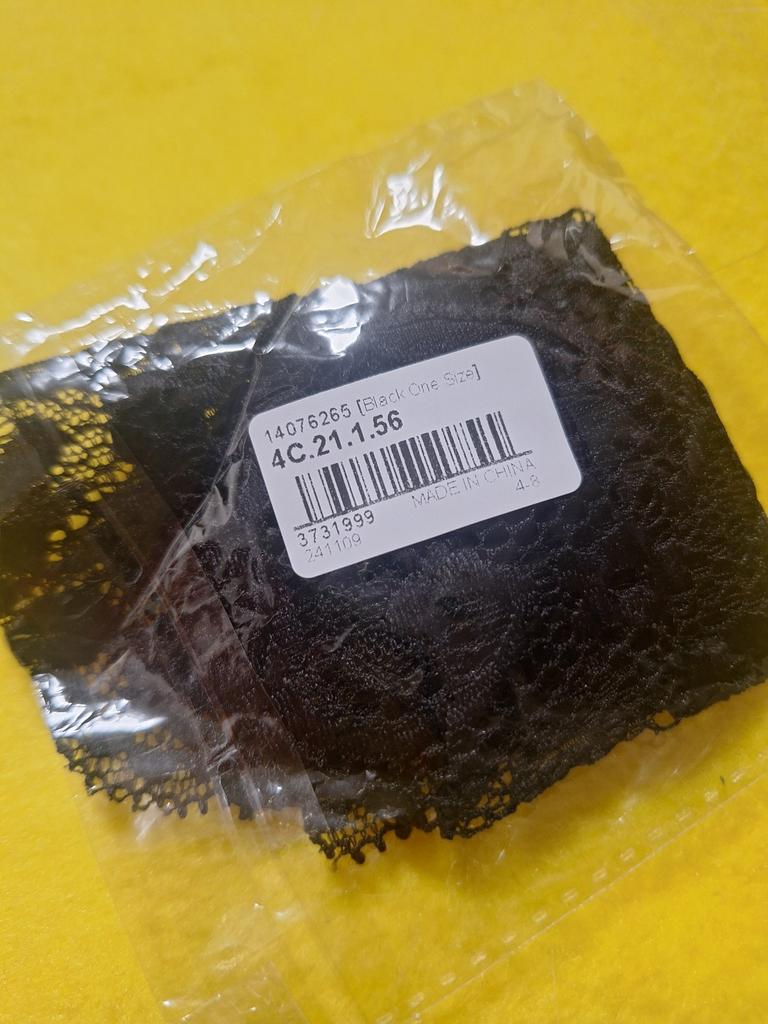 14076265 [Black One Size]
4C.21.1.56
3731999
MADE IN CHINA
241109
4-8